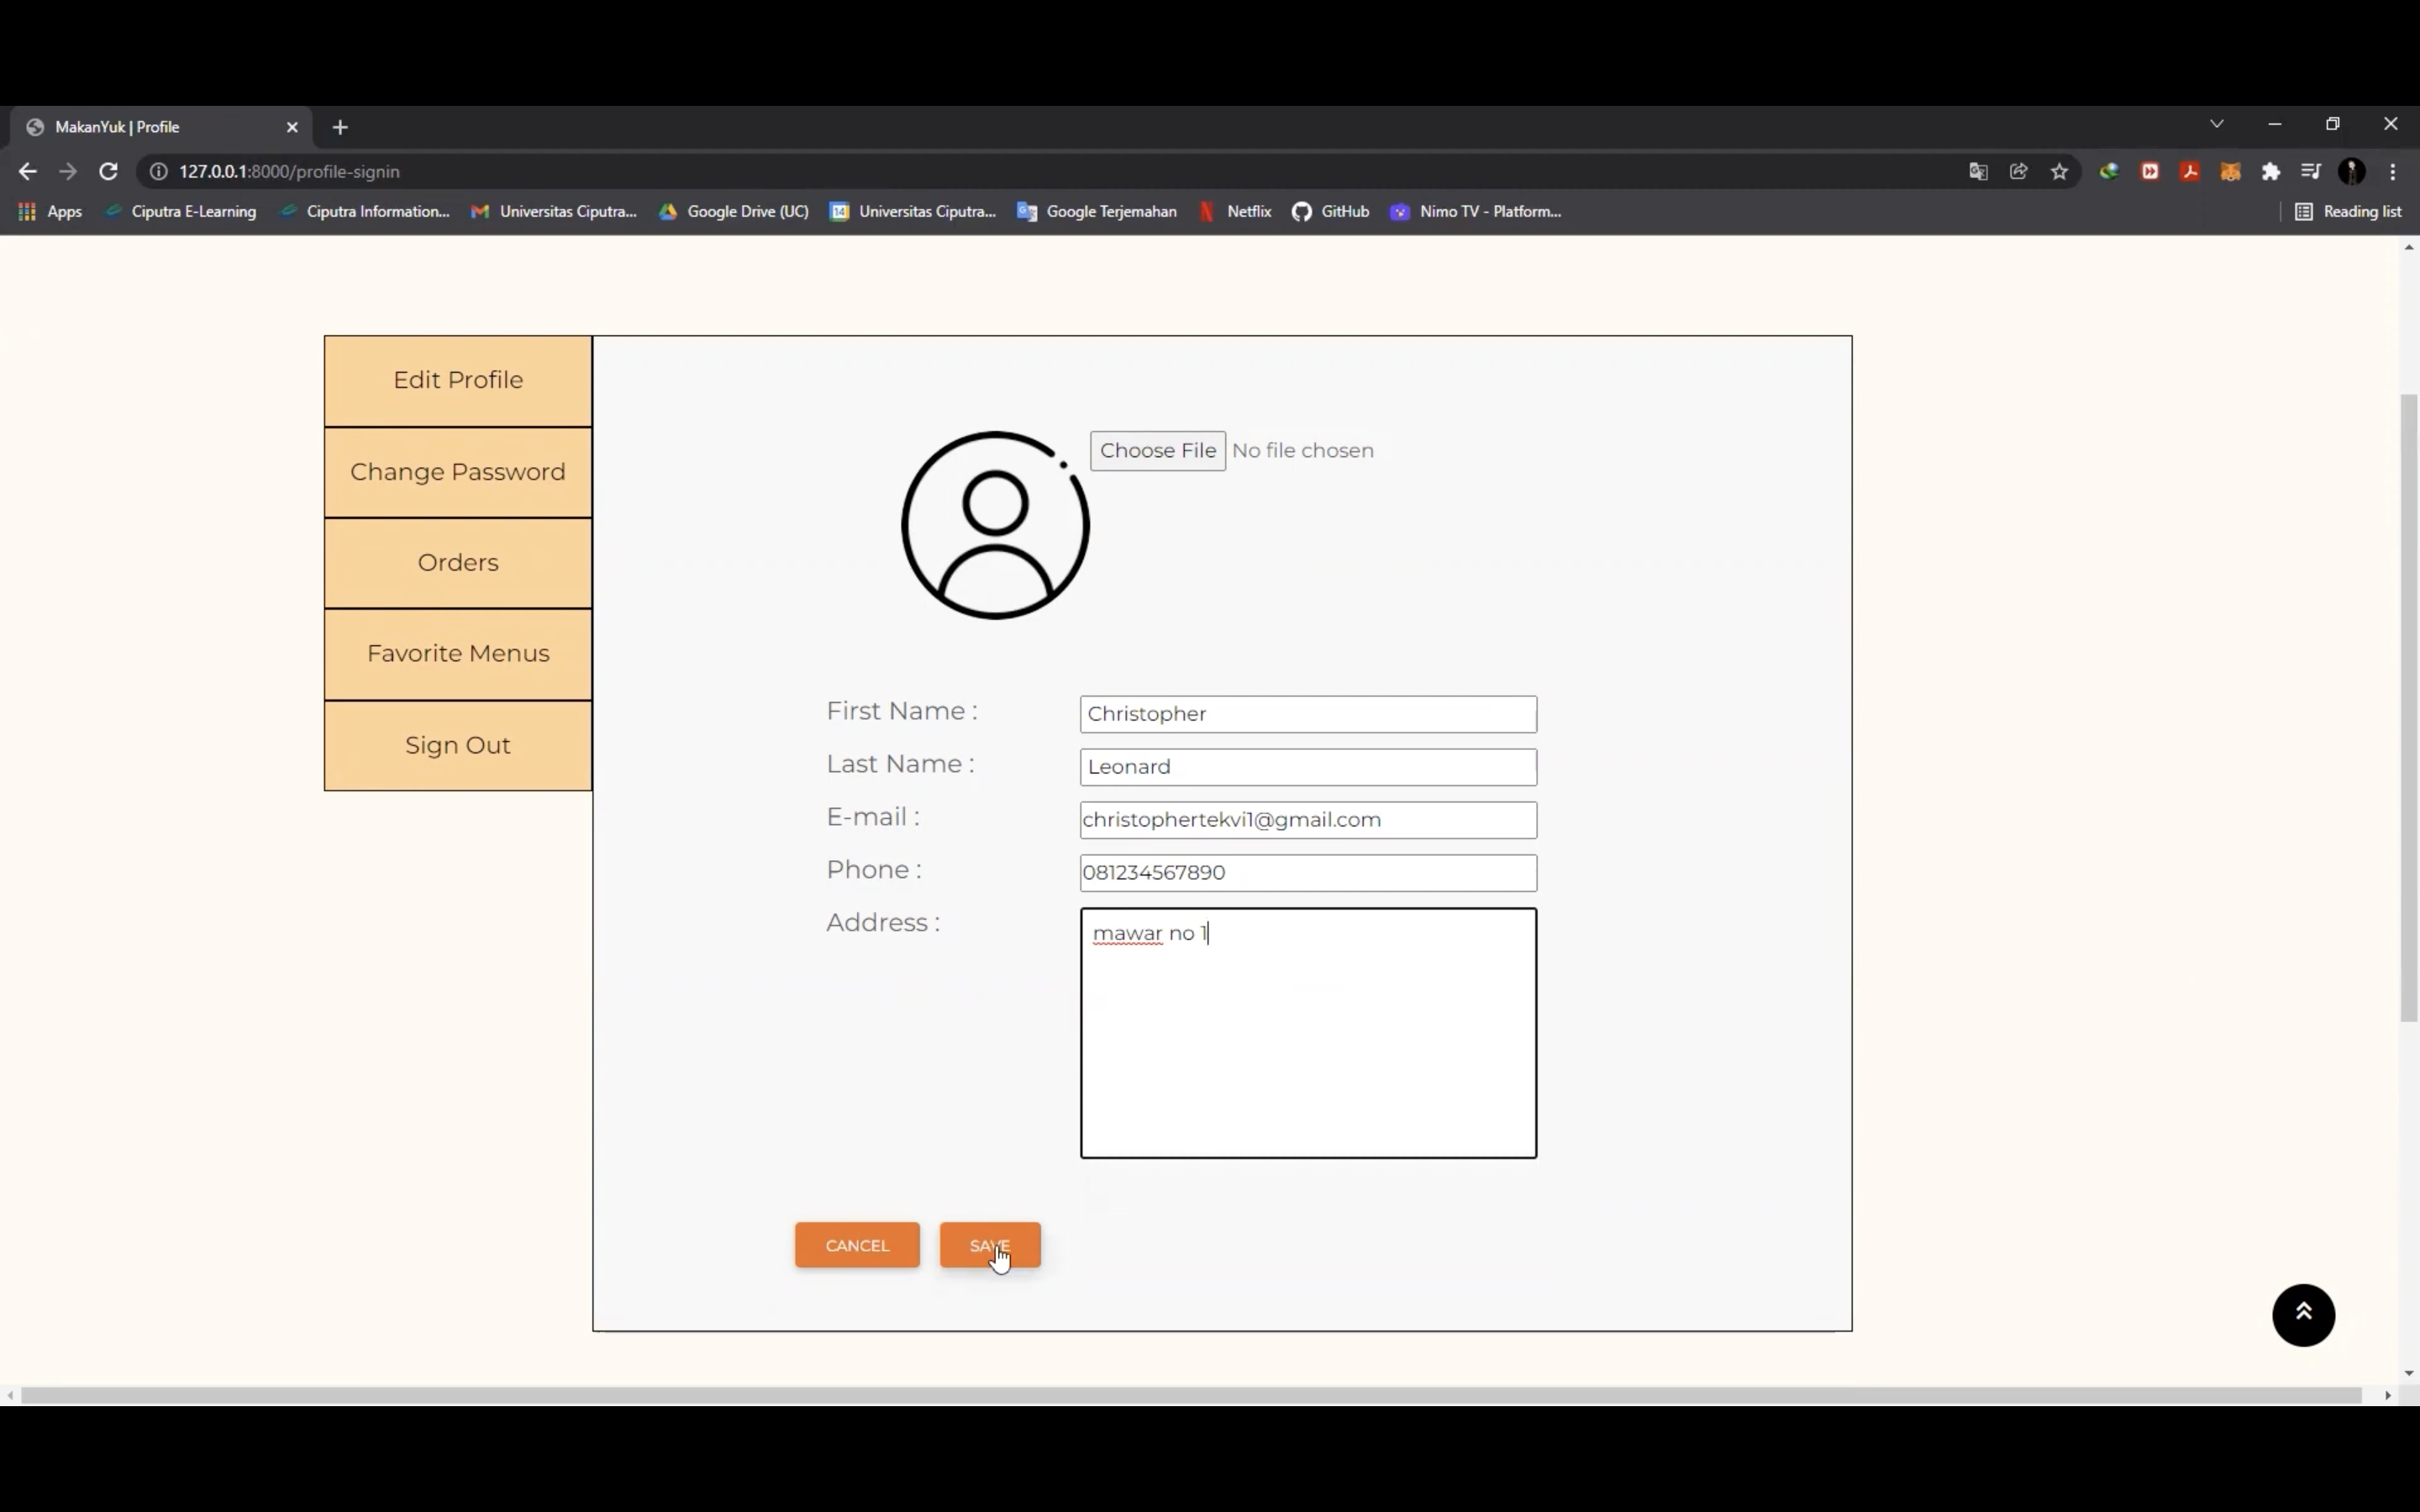 MakanYuk | Profile
127.0.0.1:8000/profile-signin
Apps Ciputra E-Learning Ciputra Information... Universitas Ciputra... Google Drive (UC) 14 Universitas Ciputra... Google Terjemahan Netflix GitHub Nimo TV - Platform... Reading list
Edit Profile
Change Password
Orders
Favorite Menus
Sign Out
Choose File No file chosen
First Name : Christopher
Last Name : Leonard
E-mail : christophertekvi1@gmail.com
Phone : 081234567890
Address : mawar no 1
CANCEL SAVE